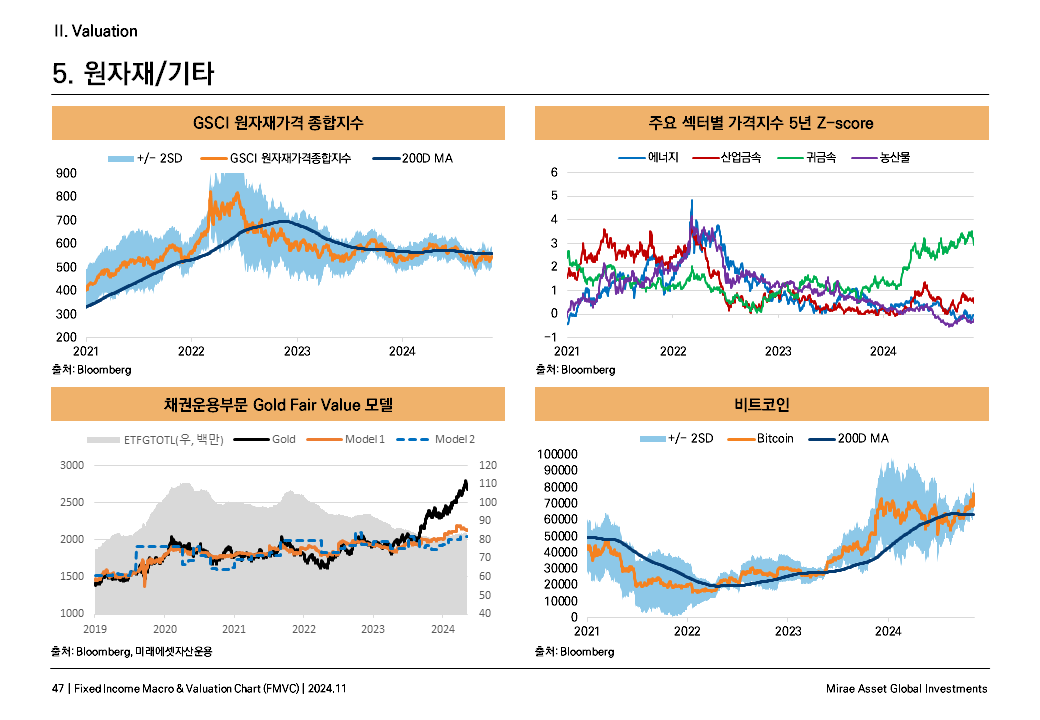 II. Valuation
5. 원자재/기타
GSCI 원자재가격 종합지수
+/- 2SD GSCI 원자재가격종합지수 200D MA
900
800
700
600
500
400
300
200
2021 2022 2023 2024
출처: Bloomberg
주요 섹터별 가격지수 5년 Z-score
에너지 산업금속 귀금속 농산물
6
5
4
3
2
1
0
-1
2021 2022 2023 2024
출처: Bloomberg
채권운용부문 Gold Fair Value 모델
ETFGTOTL(우, 백만) Gold Model 1 Model 2
3000 120
110
2500 100
90
2000 80
70
1500 60
50
1000 40
2019 2020 2021 2022 2023 2024
출처: Bloomberg, 미래에셋자산운용
비트코인
+/- 2SD Bitcoin 200D MA
100000
90000
80000
70000
60000
50000
40000
30000
20000
10000
0
2021 2022 2023 2024
출처: Bloomberg
47 | Fixed Income Macro & Valuation Chart (FMVC) | 2024.11
Mirae Asset Global Investments